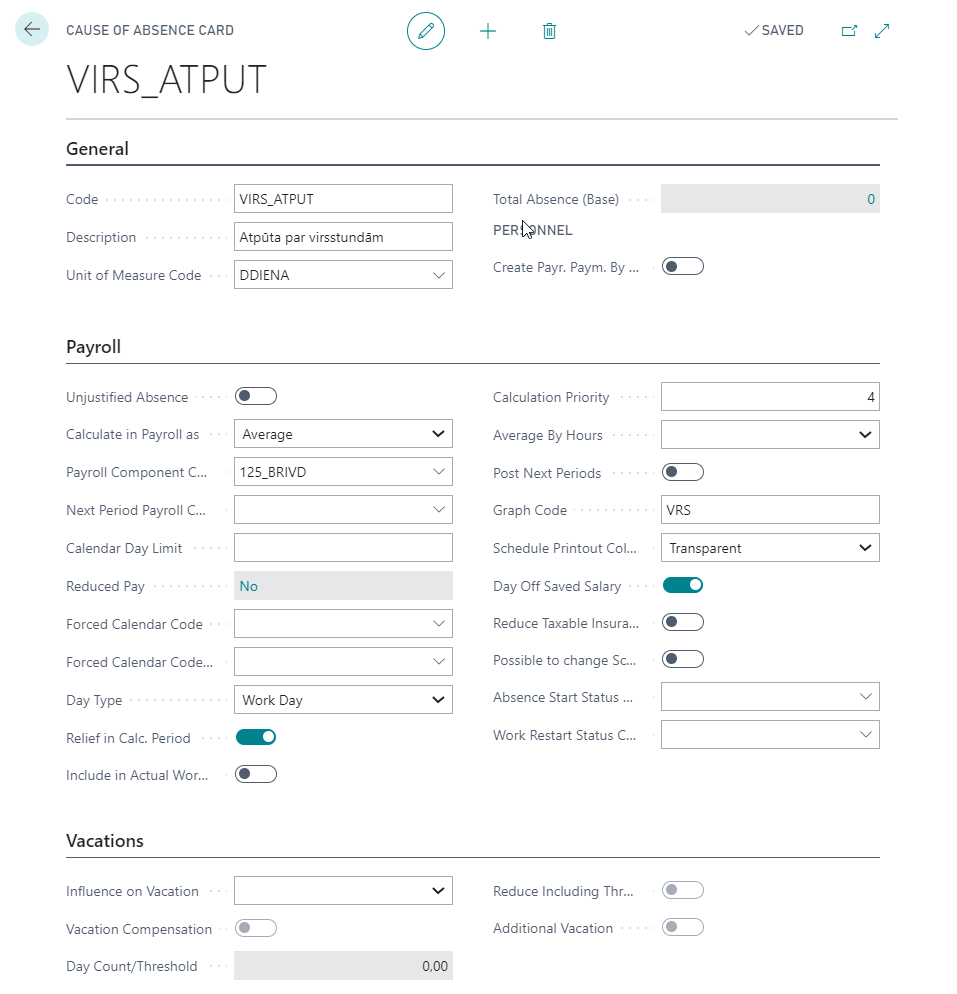 CAUSE OF ABSENCE CARD
SAVED
VIRS_ATPUT
General
Code
VIRS_ATPUT
Total Absence (Base)
0
Description
Atpūta par virsstundām
PERSONNEL
Unit of Measure Code
DDIENA
Create Payr. Paym. By ...
Payroll
Unjustified Absence
Calculation Priority
4
Calculate in Payroll as
Average
Average By Hours
Payroll Component C...
125_BRIVD
Post Next Periods
Next Period Payroll C...
Graph Code
VRS
Calendar Day Limit
Schedule Printout Col...
Transparent
Reduced Pay
No
Day Off Saved Salary
Forced Calendar Code
Reduce Taxable Insura...
Forced Calendar Code...
Possible to change Sc...
Day Type
Work Day
Absence Start Status ...
Relief in Calc. Period
Work Restart Status C...
Include in Actual Wor...
Vacations
Influence on Vacation
Reduce Including Thr...
Vacation Compensation
Additional Vacation
Day Count/Threshold
0,00